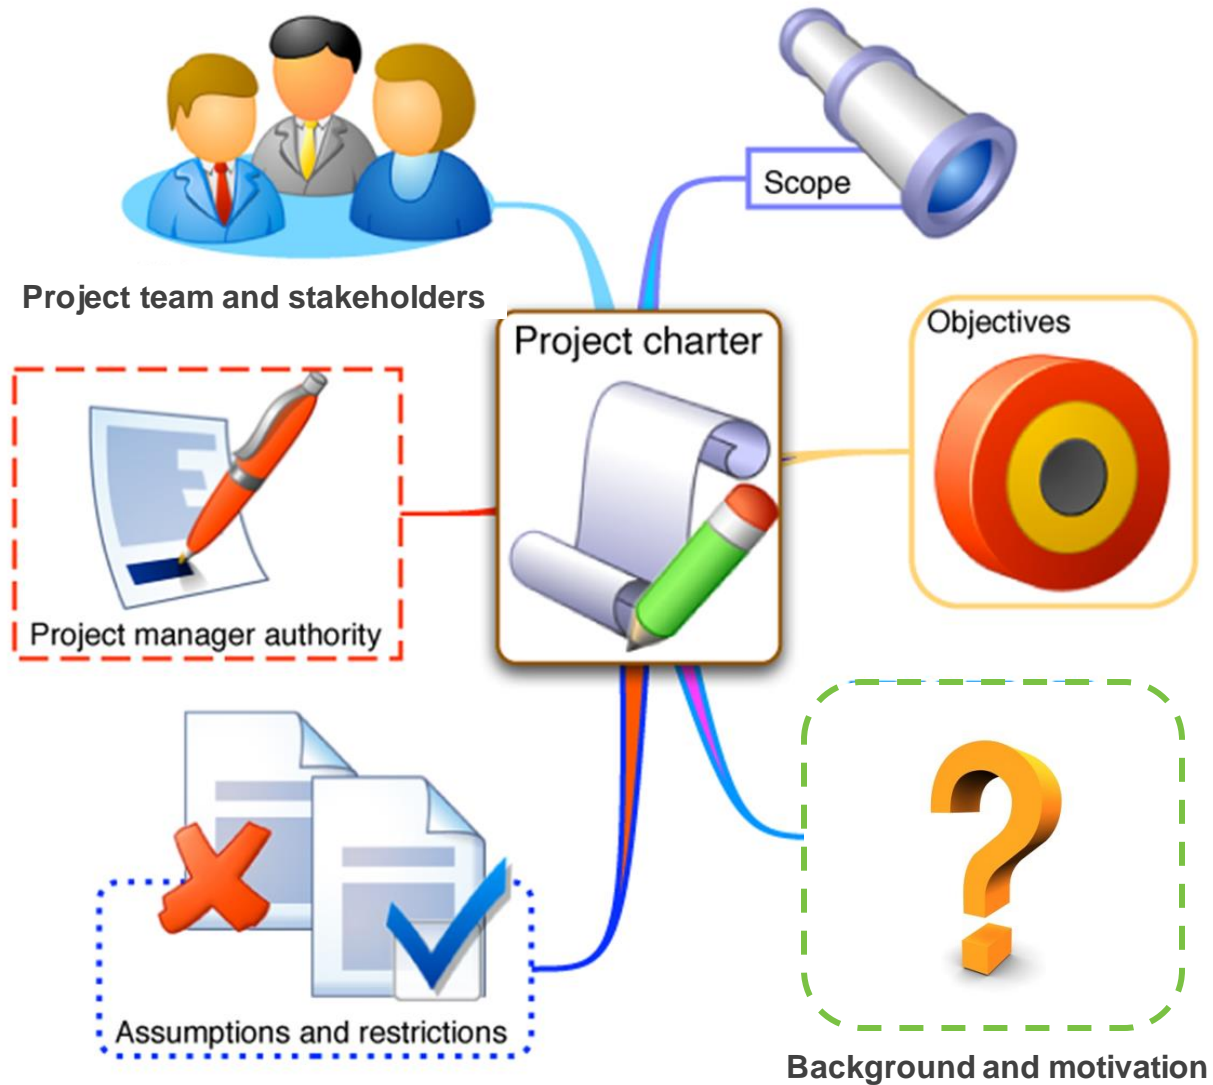 Scope
Project team and stakeholders
Project charter
Objectives
Project manager authority
Assumptions and restrictions
Background and motivation